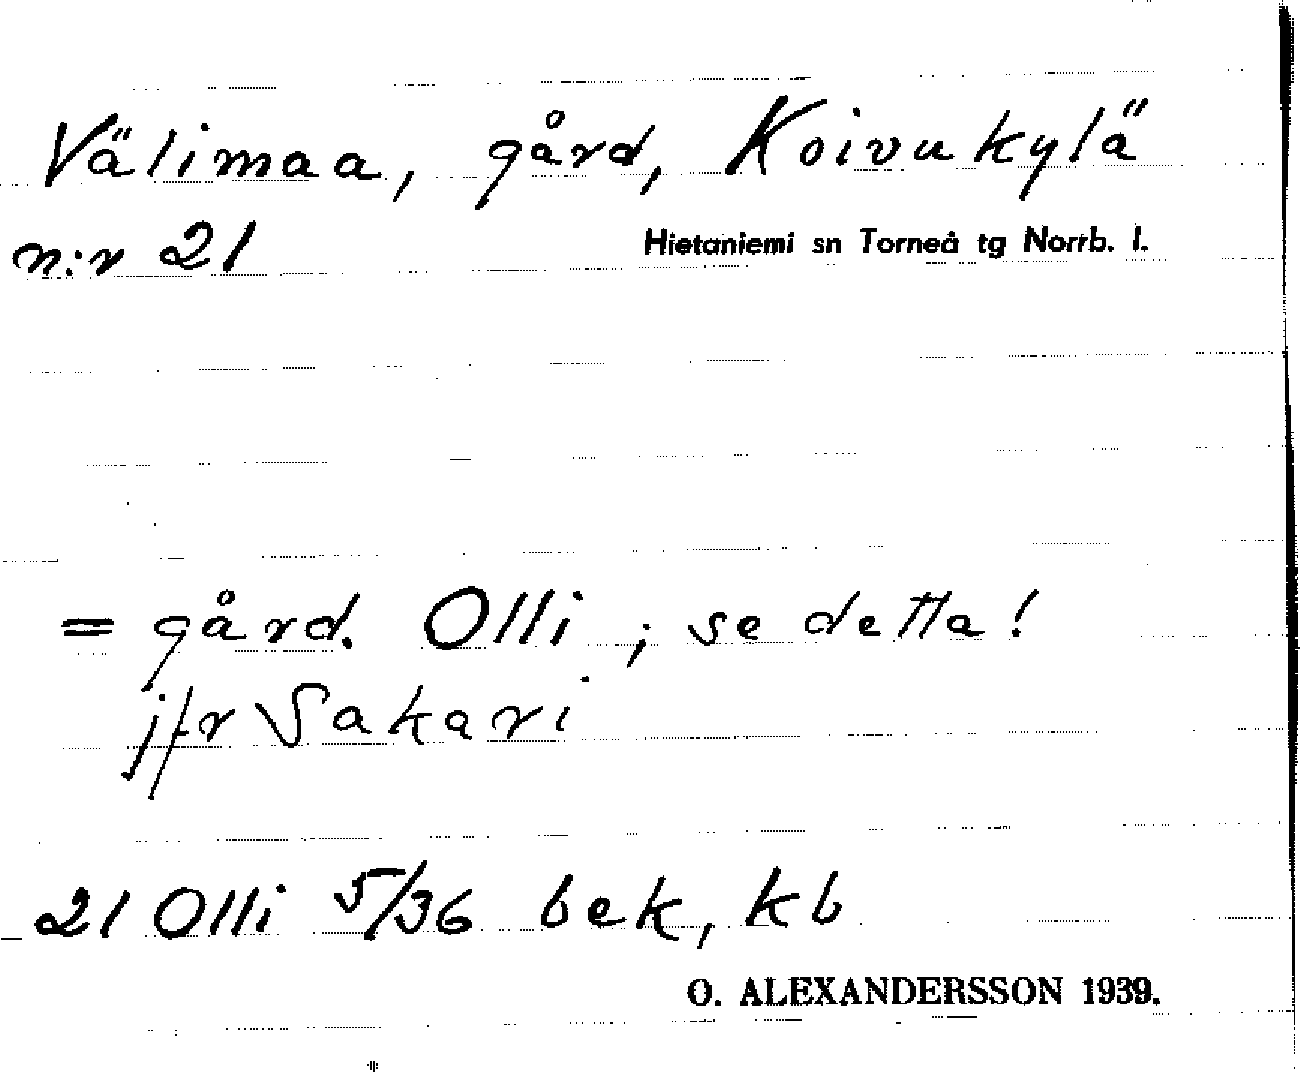 Välimaa, gård, Koivukylä
n:r 21 Hietaniemi sn Torneå tg Norrb. l.
= gård. Olli ; se detta!
jfr Sakari
21 Olli 5/36 bek, kb
O. ALEXANDERSSON 1939.